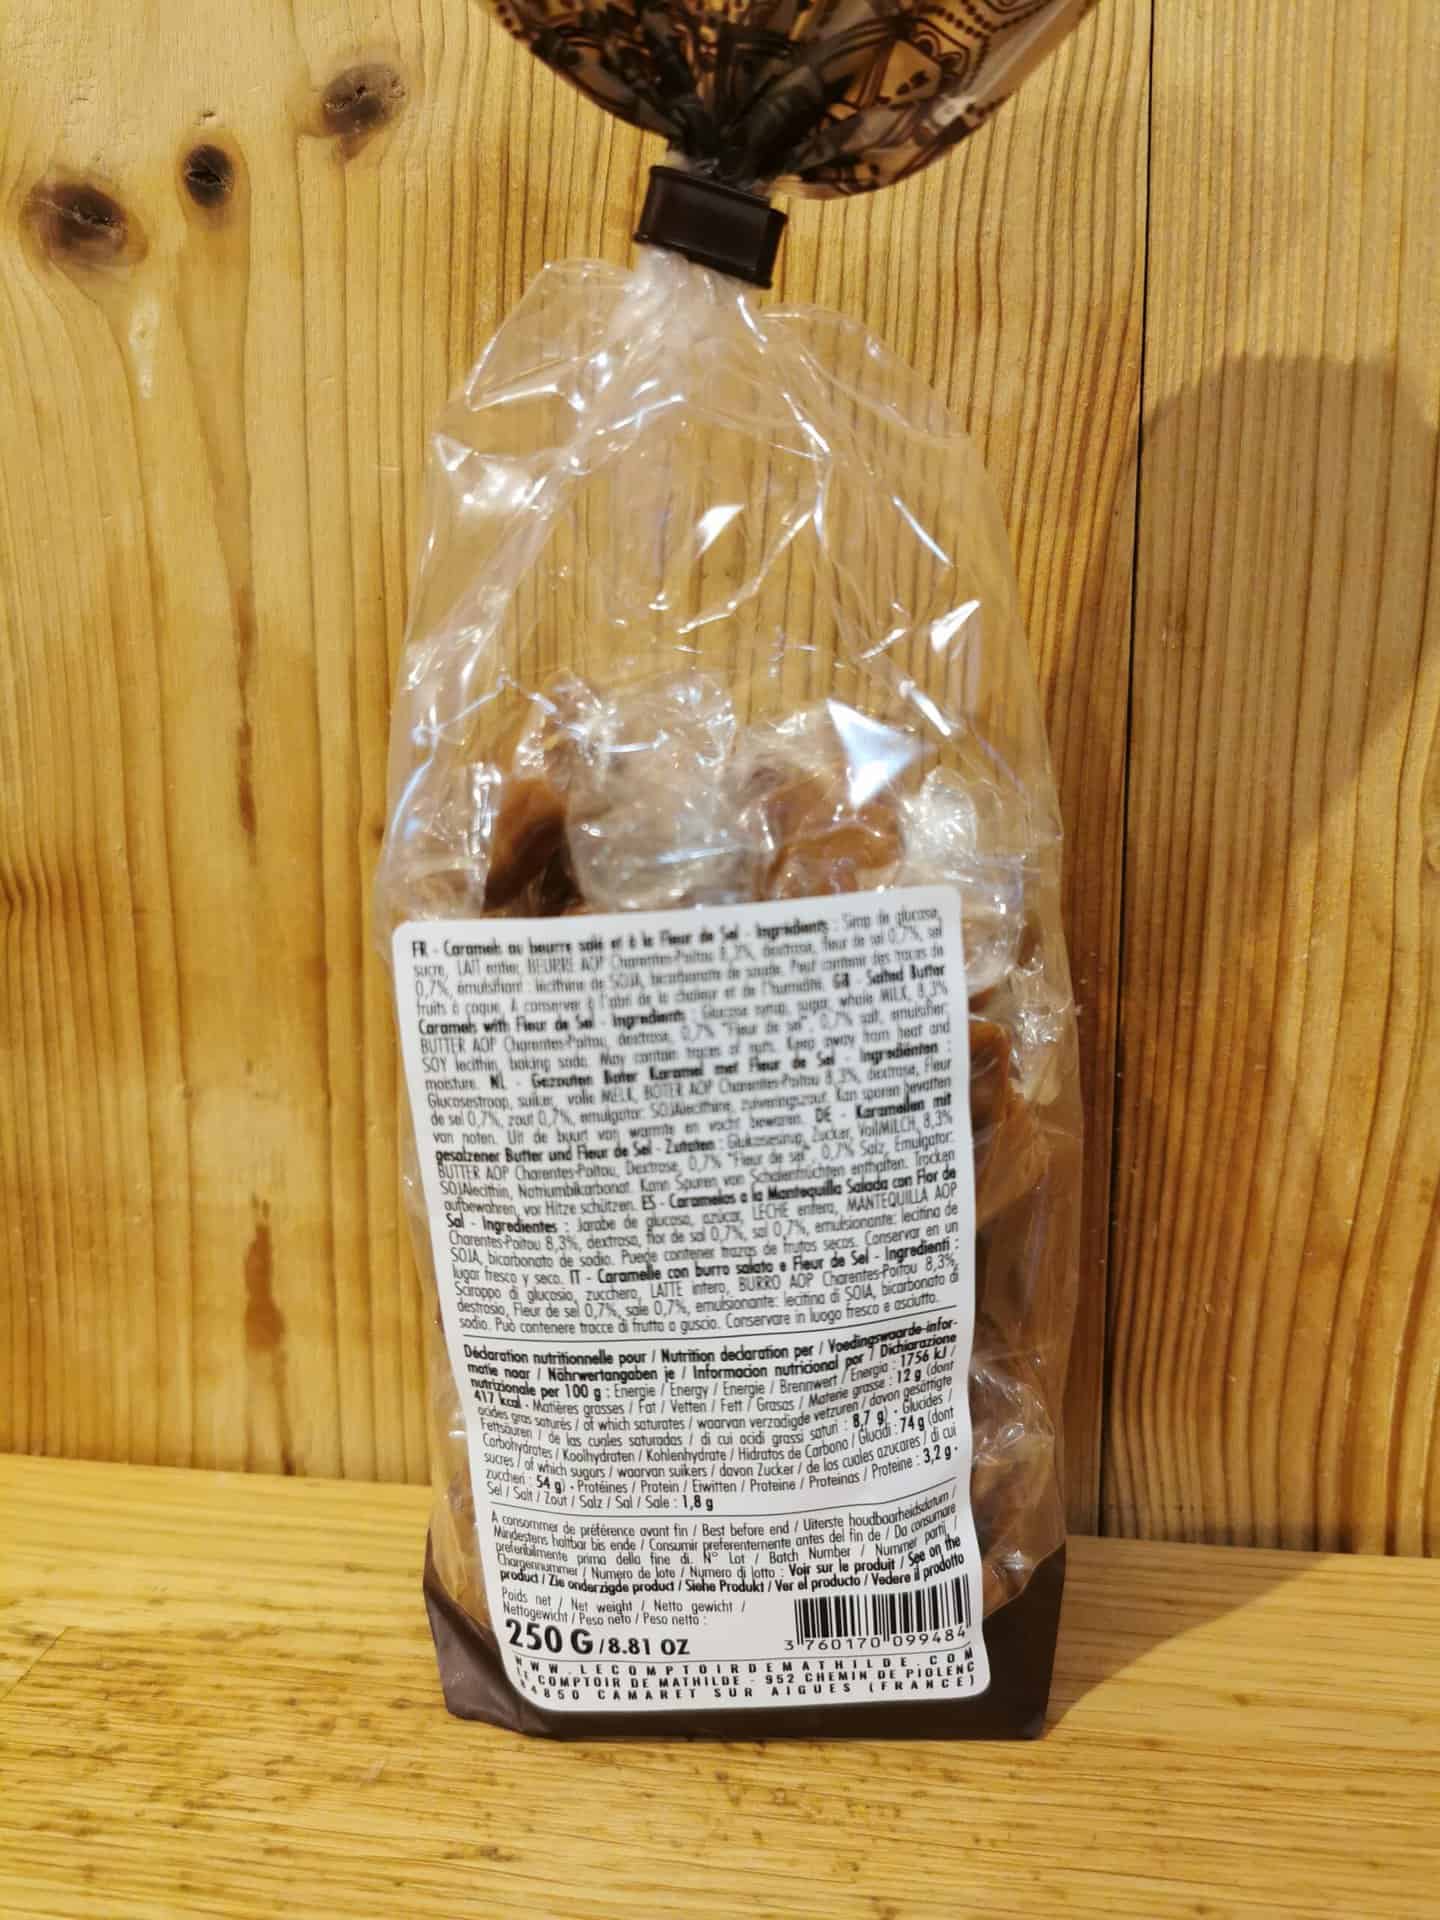 FR - Caramels au beurre salé et à la Fleur de Sel - Ingrédients : Sirop de glucose,
sucre, LAIT entier, BEURRE AOP Charentes-Poitou 8,3%, dextrose, fleur de sel 0,7%, sel
0,7%, émulsifiant : lécithine de SOJA, bicarbonate de soude. Peut contenir des traces de
fruits à coque. A conserver à l'abri de la chaleur et de l'humidité. GB - Salted Butter
Caramels with Fleur de Sel - Ingredients : Glucose syrup, sugar, whole MILK, 8,3%
BUTTER AOP Charentes-Poitou, dextrose, 0,7% "Fleur de sel", 0,7% salt, emulsifier:
SOY lecithin, baking soda. May contain traces of nuts. Keep away from heat and
moisture. NL - Gezouten Boter Karamel met Fleur de Sel - Ingrediënten :
Glucosestroop, suiker, volle MELK, BOTER AOP Charentes-Poitou 8,3%, dextrose, Fleur
de sel 0,7%, zout 0,7%, emulgator: SOJAlecithine, zuiveringszout. Kan sporen bevatten
van noten. Uit de buurt van warmte en vocht bewaren. DE - Karamellen mit
gesalzener Butter und Fleur de Sel - Zutaten : Glukosesirup, Zucker, VollMILCH, 8,3%
BUTTER AOP Charentes-Poitou, Dextrose, 0,7% "Fleur de sel", 0,7% Salz, Emulgator:
SOJAlecithin, Natriumbikarbonat. Kann Spuren von Schalenfrüchten enthalten. Trocken
aufbewahren, vor Hitze schützen. ES - Caramelos a la Mantequilla Salada con Flor de
Sal - Ingredientes : Jarabe de glucosa, azúcar, LECHE entera, MANTEQUILLA AOP
Charentes-Poitou 8,3%, dextrosa, flor de sal 0,7%, sal 0,7%, emulsionante: lecitina de
SOJA, bicarbonato de sodio. Puede contener trazas de frutos secos. Conservar en un
lugar fresco y seco. IT - Caramelle con burro salato e Fleur de Sel - Ingredienti :
Sciroppo di glucosio, zucchero, LATTE intero, BURRO AOP Charentes-Poitou 8,3%,
destrosio, Fleur de sel 0,7%, sale 0,7%, emulsionante: lecitina di SOIA, bicarbonato di
sodio. Può contenere tracce di frutta a guscio. Conservare in luogo fresco e asciutto.
Déclaration nutritionnelle pour / Nutrition declaration per / Voedingswaarde-infor-
matie naar / Nährwertangaben je / Informacion nutricional por / Dichiarazione
nutrizionale per 100 g : Energie / Energy / Energie / Brennwert / Energia : 1756 kJ /
417 kcal - Matières grasses / Fat / Vetten / Fett / Grasas / Materie grasse : 12 g (dont
acides gras saturés / of which saturates / waarvan verzadigde vetzuren / davon gesättigte
Fettsäuren / de las cuales saturadas / di cui acidi grassi saturi : 8,7 g) - Glucides /
Carbohydrates / Koolhydraten / Kohlenhydrate / Hidratos de Carbono / Glucidi : 74 g (dont
sucres / of which sugars / waarvan suikers / davon Zucker / de los cuales azucares / di cui
zuccheri : 54 g) - Protéines / Protein / Eiwitten / Proteine / Proteinas / Proteine : 3,2 g -
Sel / Salt / Zout / Salz / Sal / Sale : 1,8 g
A consommer de préférence avant fin / Best before end / Uiterste houdbaarheidsdatum /
Mindestens haltbar bis ende / Consumir preferentemente antes del fin de / Da consumare
preferibilmente prima della fine di. N° Lot / Batch Number / Nummer partij /
Chargennummer / Numero de lote / Numero di lotto : Voir sur le produit / See on the
product / Zie onderzigde product / Siehe Produkt / Ver el producto / Vedere il prodotto
Poids net / Net weight / Netto gewicht /
Nettogewicht / Peso neto / Peso netto :
250 G / 8.81 OZ
3 760170 099484
WWW.LECOMPTOIRDEMATHILDE.COM
LE COMPTOIR DE MATHILDE - 952 CHEMIN DE PIOLENC
84850 CAMARET SUR AIGUES (FRANCE)